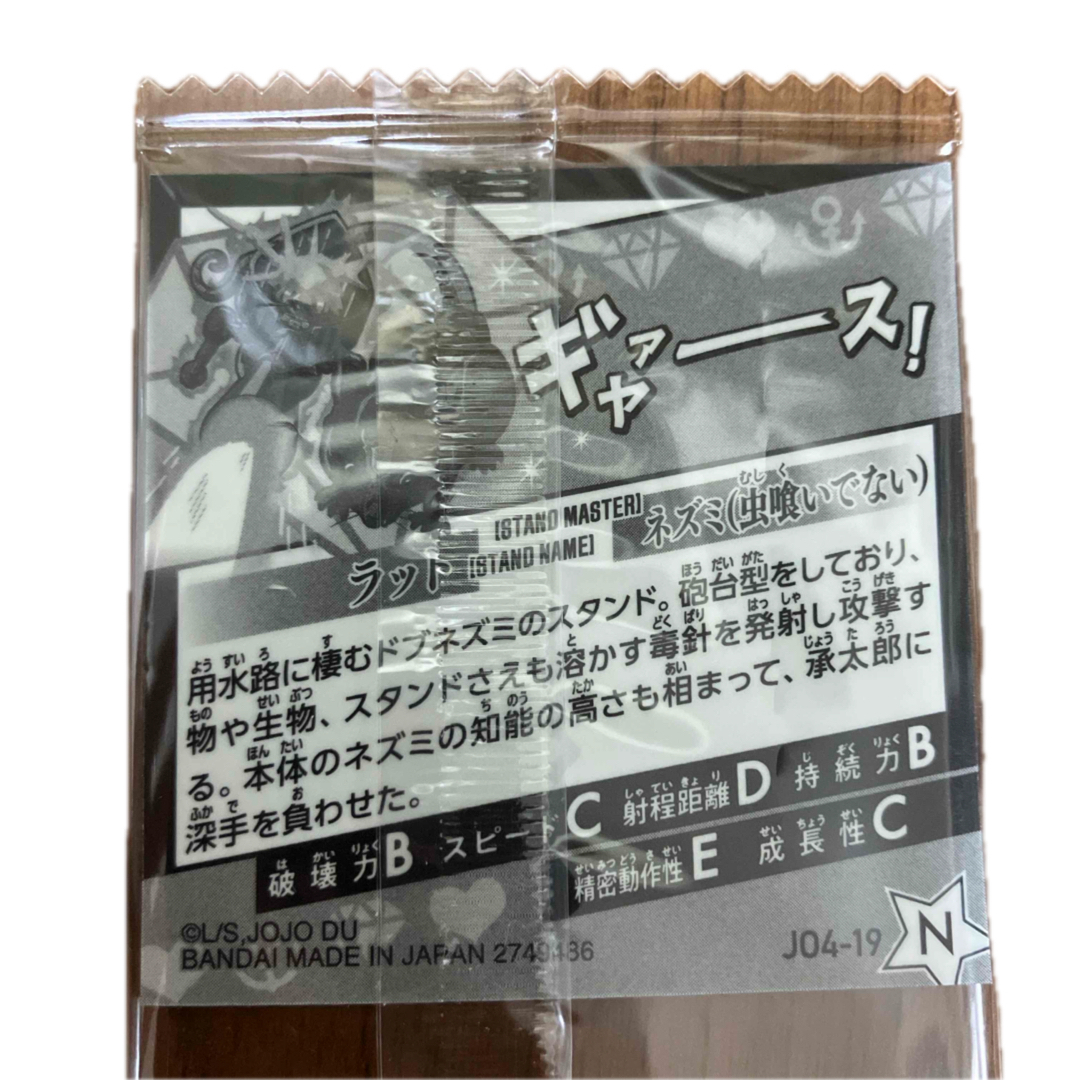 ギャァーース!
[STAND MASTER] ネズミ(虫喰いでない)
ラット [STAND NAME]
用水路に棲むドブネズミのスタンド。砲台型をしており、
物や生物、スタンドさえも溶かす毒針を発射し攻撃す
る。本体のネズミの知能の高さも相まって、承太郎に
深手を負わせた。
破壊力 B スピード C 射程距離 D 持続力 B
精密動作性 E 成長性 C
©L/S,JOJO DU
BANDAI MADE IN JAPAN 2749486
J04-19 N